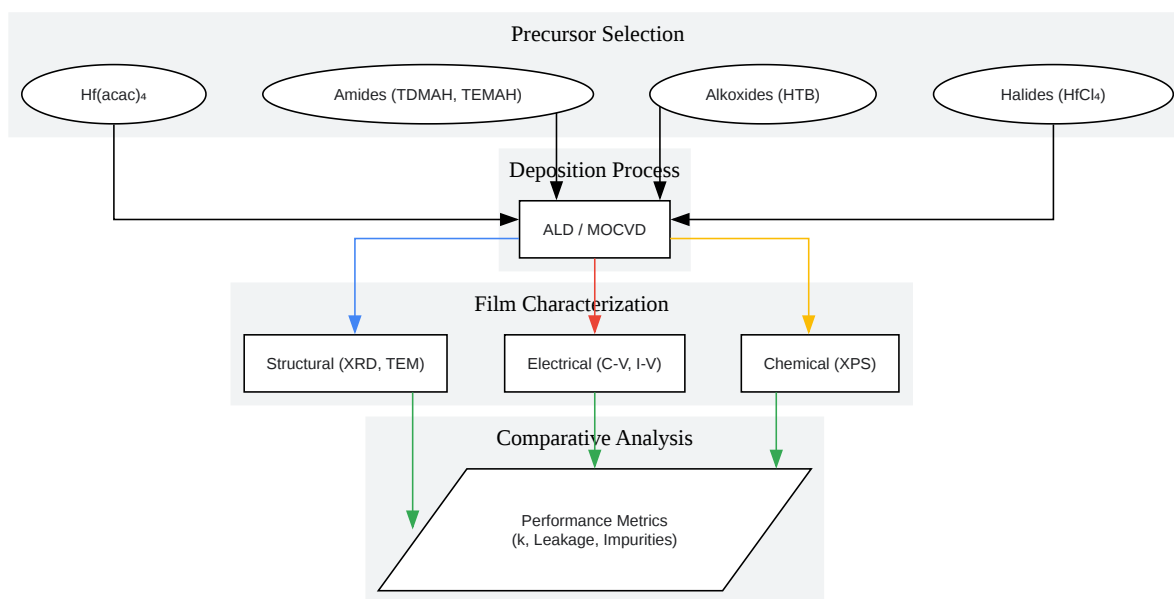 Precursor Selection
Hf(acac)₄
Amides (TDMAH, TEMAH)
Alkoxides (HTB)
Halides (HfCl₄)
Deposition Process
ALD / MOCVD
Film Characterization
Structural (XRD, TEM)
Electrical (C-V, I-V)
Chemical (XPS)
Comparative Analysis
Performance Metrics
(k, Leakage, Impurities)